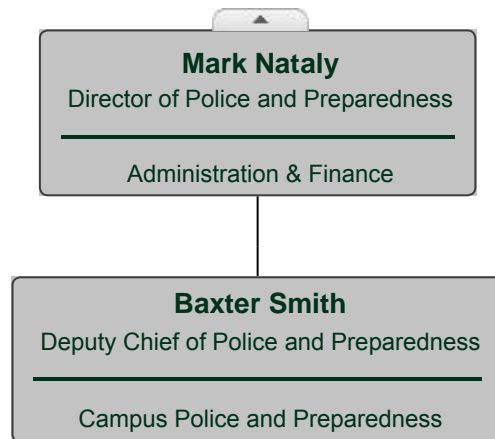 Mark Nataly
Director of Police and Preparedness
Administration & Finance
Baxter Smith
Deputy Chief of Police and Preparedness
Campus Police and Preparedness